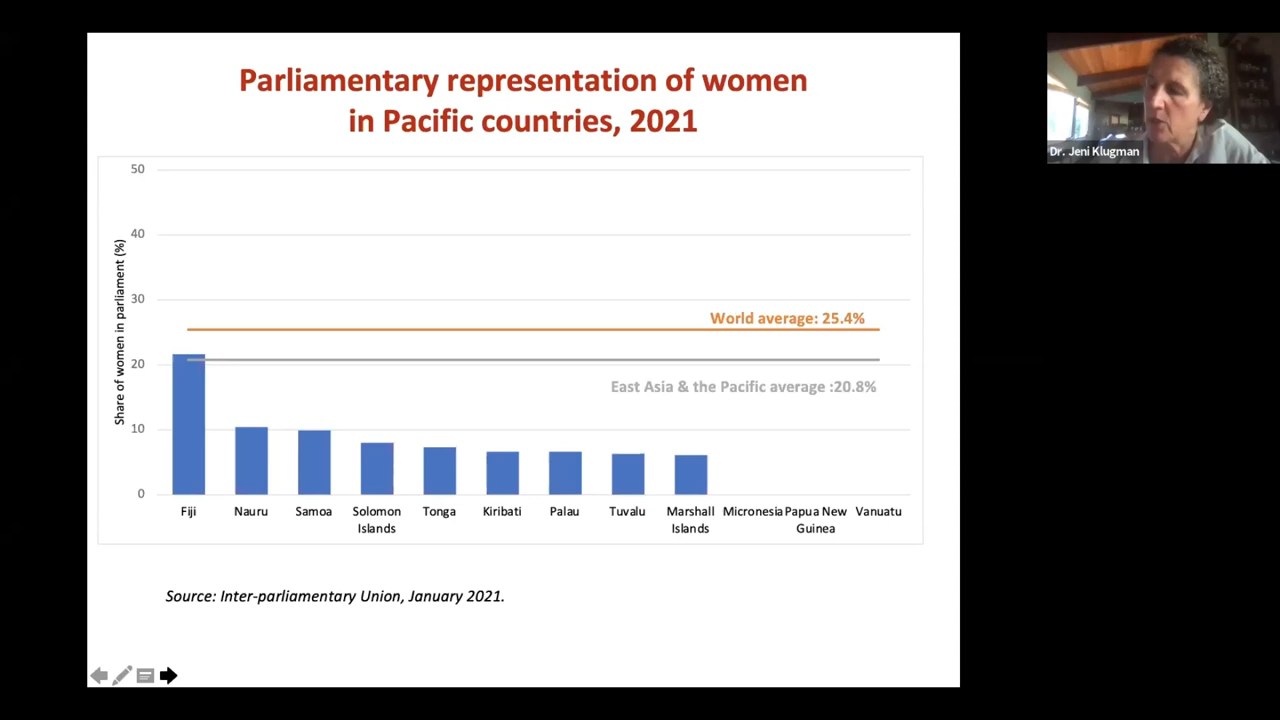 Parliamentary representation of women
in Pacific countries, 2021
50
40
30
20
10
0
Share of women in parliament (%)
World average: 25.4%
East Asia & the Pacific average :20.8%
Fiji
Nauru
Samoa
Solomon
Islands
Tonga
Kiribati
Palau
Tuvalu
Marshall
Islands
Micronesia
Papua New
Guinea
Vanuatu
Source: Inter-parliamentary Union, January 2021.
Dr. Jeni Klugman